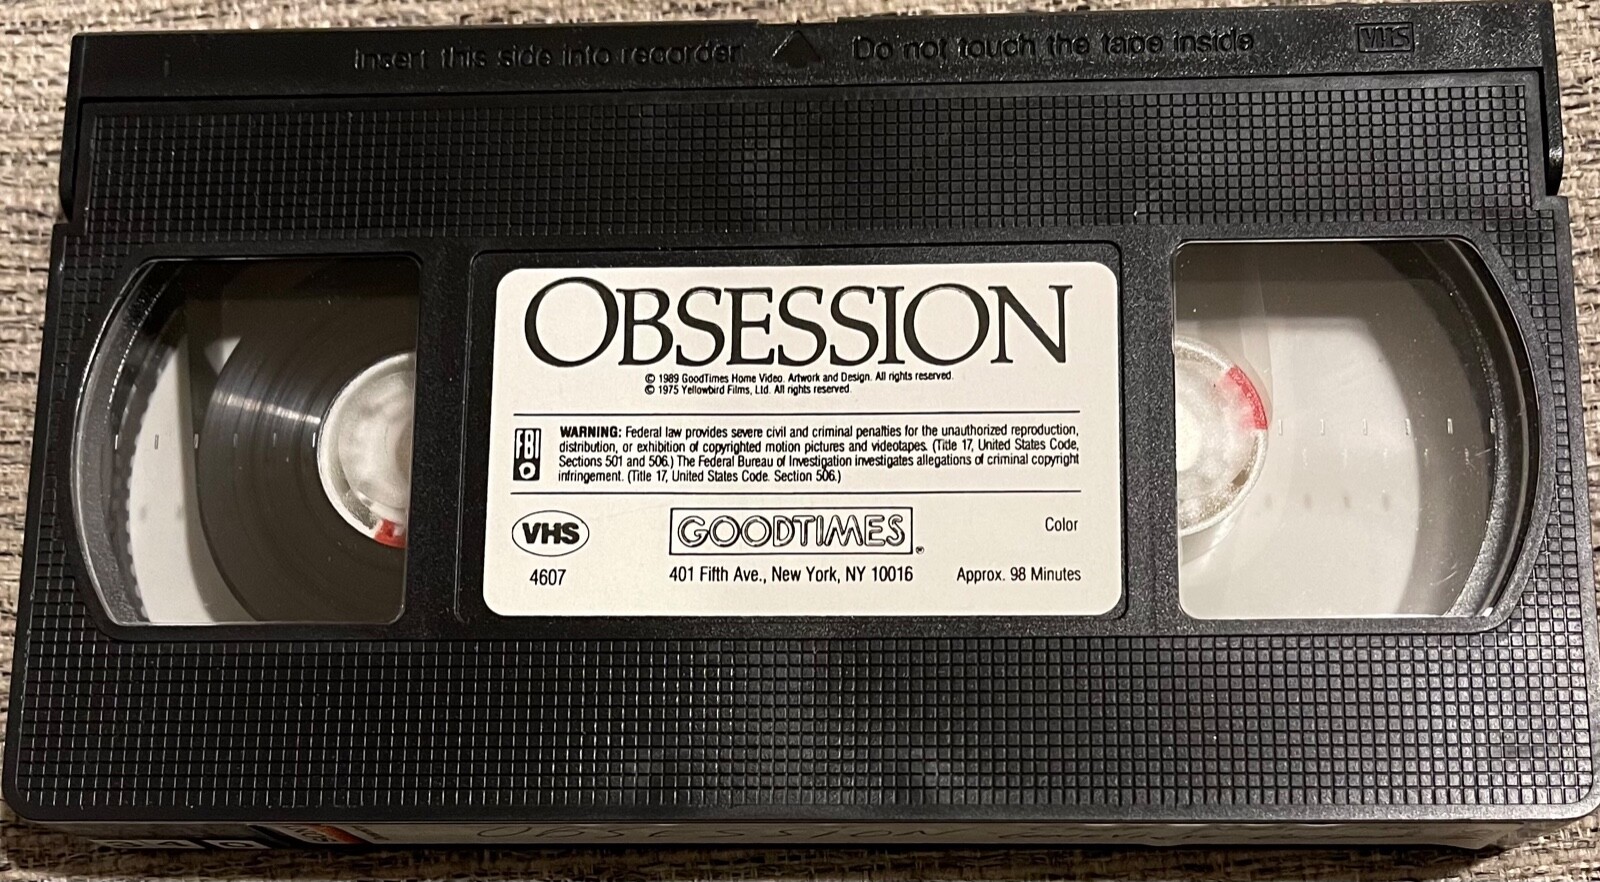 Insert this side into recorder Do not touch the tape inside VHS
OBSESSION
© 1989 GoodTimes Home Video. Artwork and Design. All rights reserved.
© 1975 Yellowbird Films, Ltd. All rights reserved.
FBI WARNING: Federal law provides severe civil and criminal penalties for the unauthorized reproduction,
distribution, or exhibition of copyrighted motion pictures and videotapes. (Title 17, United States Code,
Sections 501 and 506.) The Federal Bureau of Investigation investigates allegations of criminal copyright
infringement. (Title 17, United States Code. Section 506.)
VHS GOODTIMES® Color
4607 401 Fifth Ave., New York, NY 10016 Approx. 98 Minutes
OBSESSION